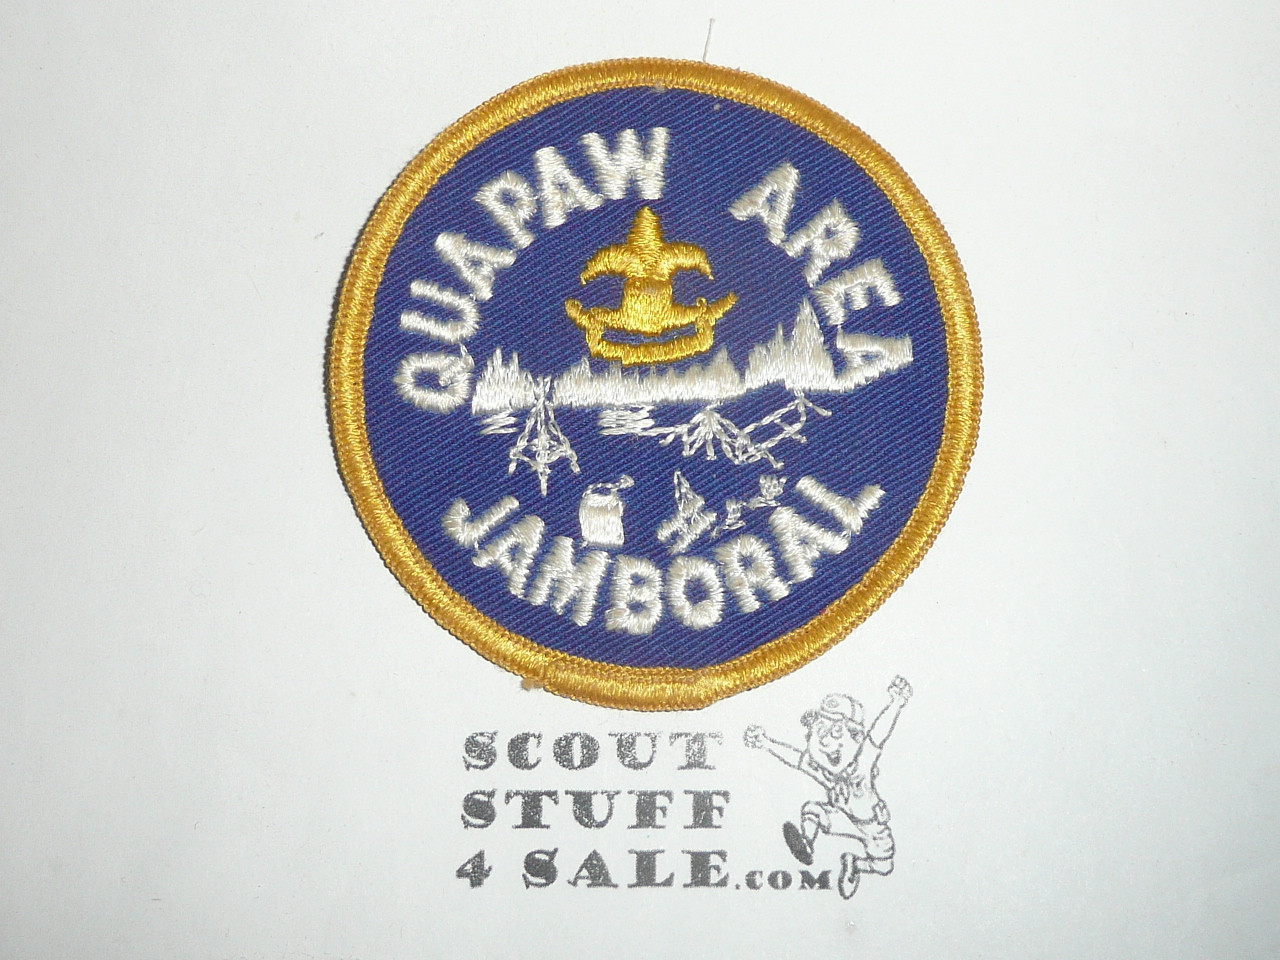 QUAPAW AREA
JAMBORAL
SCOUT
STUFF
4 SALE.COM